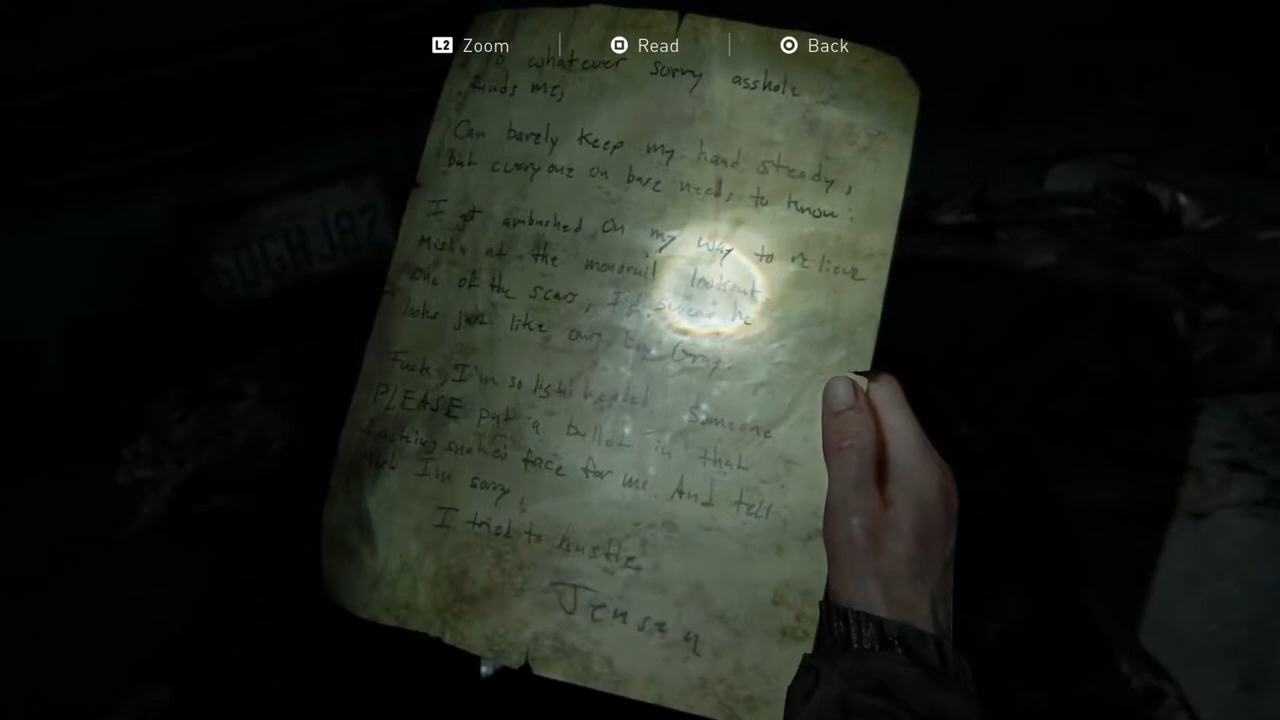 L2 Zoom
Read
Back
To whatever sorry asshole
finds me,
Can barely keep my hand steady,
but everyone on base needs to know:
I got ambushed on my way to relieve
Misha at the monorail lookout.
one of the scars, I'd swear he
looks just like our guy Gray.
Fuck, I'm so lightheaded. Someone
PLEASE put a bullet in that
fucking snake's face for me. And tell
I'm sorry,
I tried to hustle
Jensen